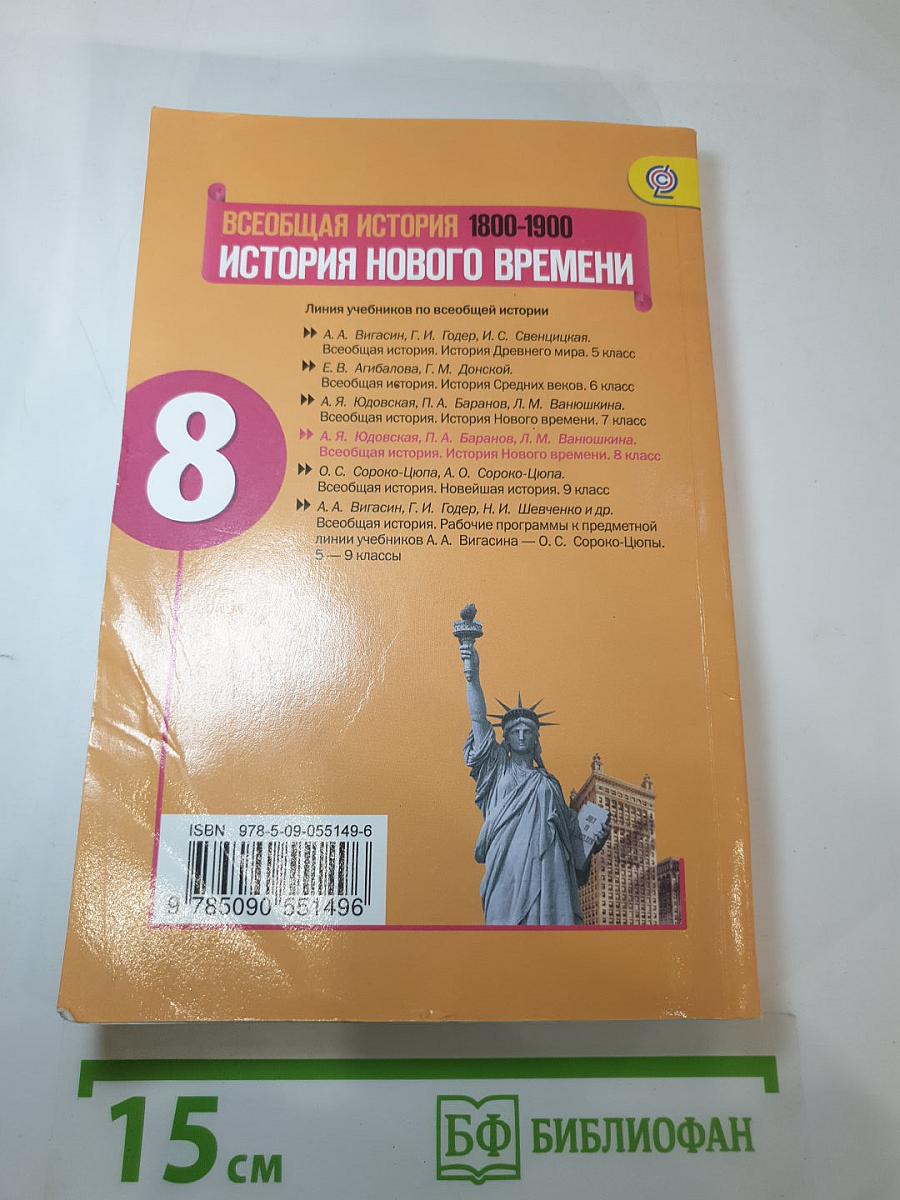 ВСЕОБЩАЯ ИСТОРИЯ 1800-1900
ИСТОРИЯ НОВОГО ВРЕМЕНИ
Линия учебников по всеобщей истории
А. А. Вигасин, Г. И. Годер, И. С. Свенцицкая.
Всеобщая история. История Древнего мира. 5 класс
Е. В. Агибалова, Г. М. Донской.
Всеобщая история. История Средних веков. 6 класс
А. Я. Юдовская, П. А. Баранов, Л. М. Ванюшкина.
Всеобщая история. История Нового времени. 7 класс
А. Я. Юдовская, П. А. Баранов, Л. М. Ванюшкина.
Всеобщая история. История Нового времени. 8 класс
О. С. Сороко-Цюпа, А. О. Сороко-Цюпа.
Всеобщая история. Новейшая история. 9 класс
А. А. Вигасин, Г. И. Годер, Н. И. Шевченко и др.
Всеобщая история. Рабочие программы к предметной
линии учебников А. А. Вигасина — О. С. Сороко-Цюпы.
5 — 9 классы
8
ISBN 978-5-09-055149-6
9 785090 551496
15 см
БФ БИБЛИОФАН